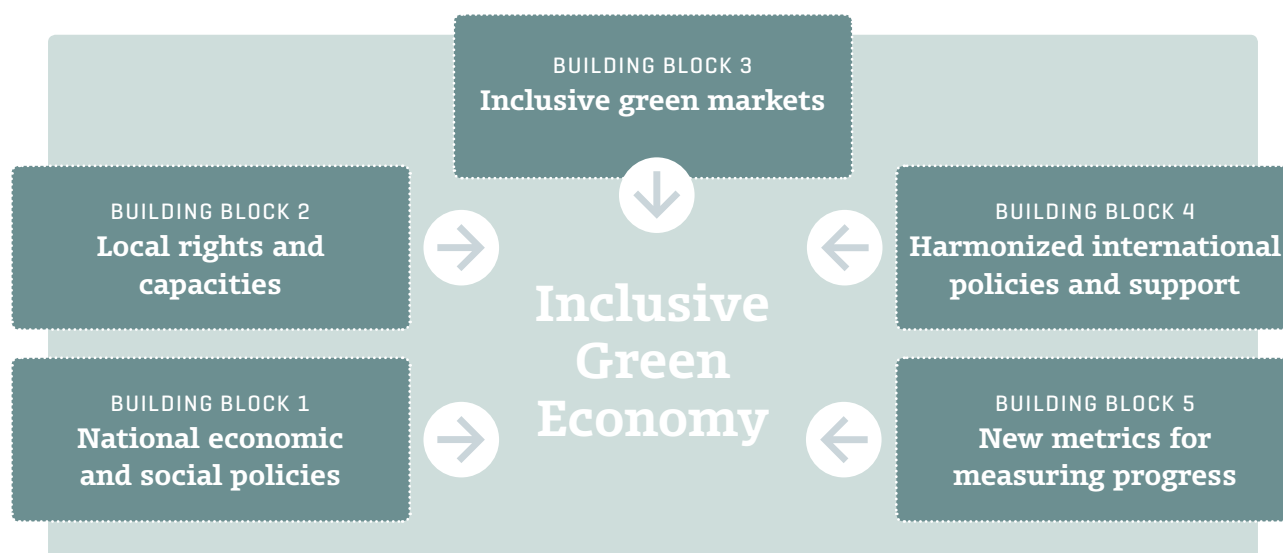 BUILDING BLOCK 3
Inclusive green markets
BUILDING BLOCK 2
Local rights and
capacities
BUILDING BLOCK 4
Harmonized international
policies and support
Inclusive
Green
Economy
BUILDING BLOCK 1
National economic
and social policies
BUILDING BLOCK 5
New metrics for
measuring progress